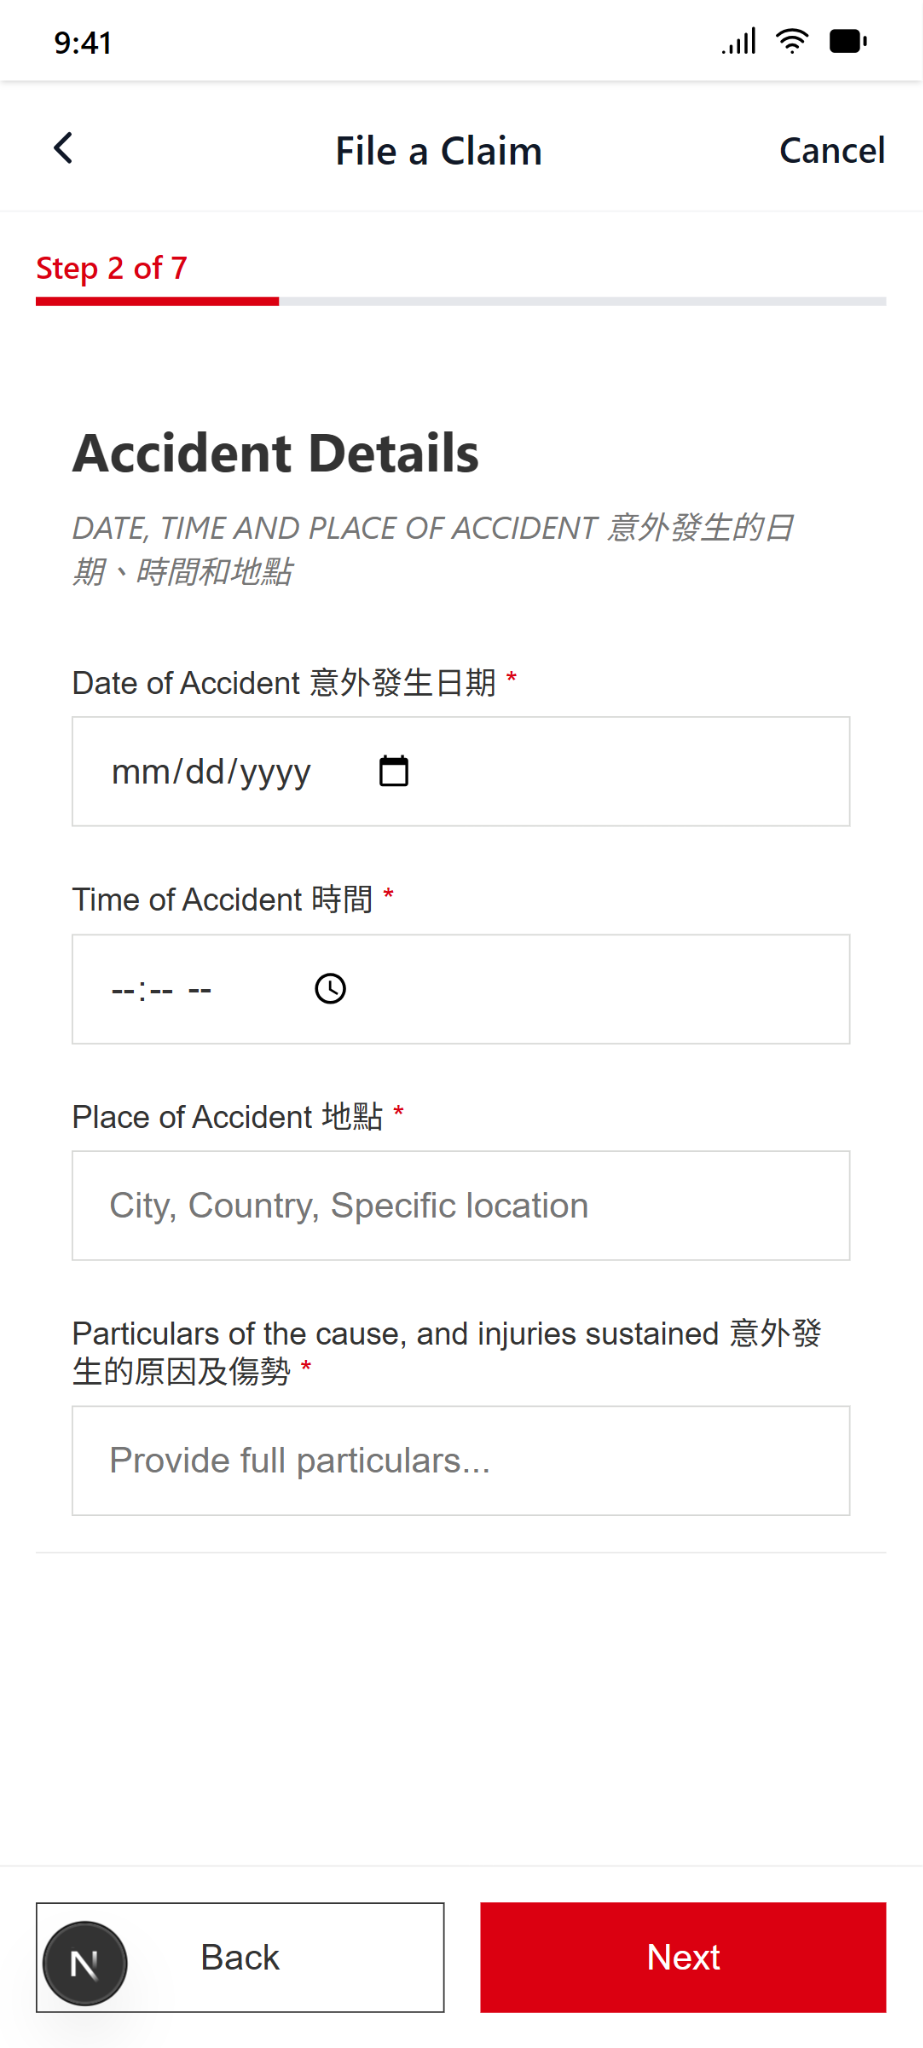 9:41
File a Claim
Cancel
Step 2 of 7
Accident Details
DATE, TIME AND PLACE OF ACCIDENT 意外發生的日
期、時間和地點
Date of Accident 意外發生日期 *
mm/dd/yyyy
Time of Accident 時間 *
--:-- --
Place of Accident 地點 *
City, Country, Specific location
Particulars of the cause, and injuries sustained 意外發
生的原因及傷勢 *
Provide full particulars...
N
Back
Next